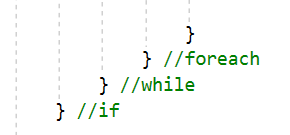 }
} //foreach
} //while
} //if